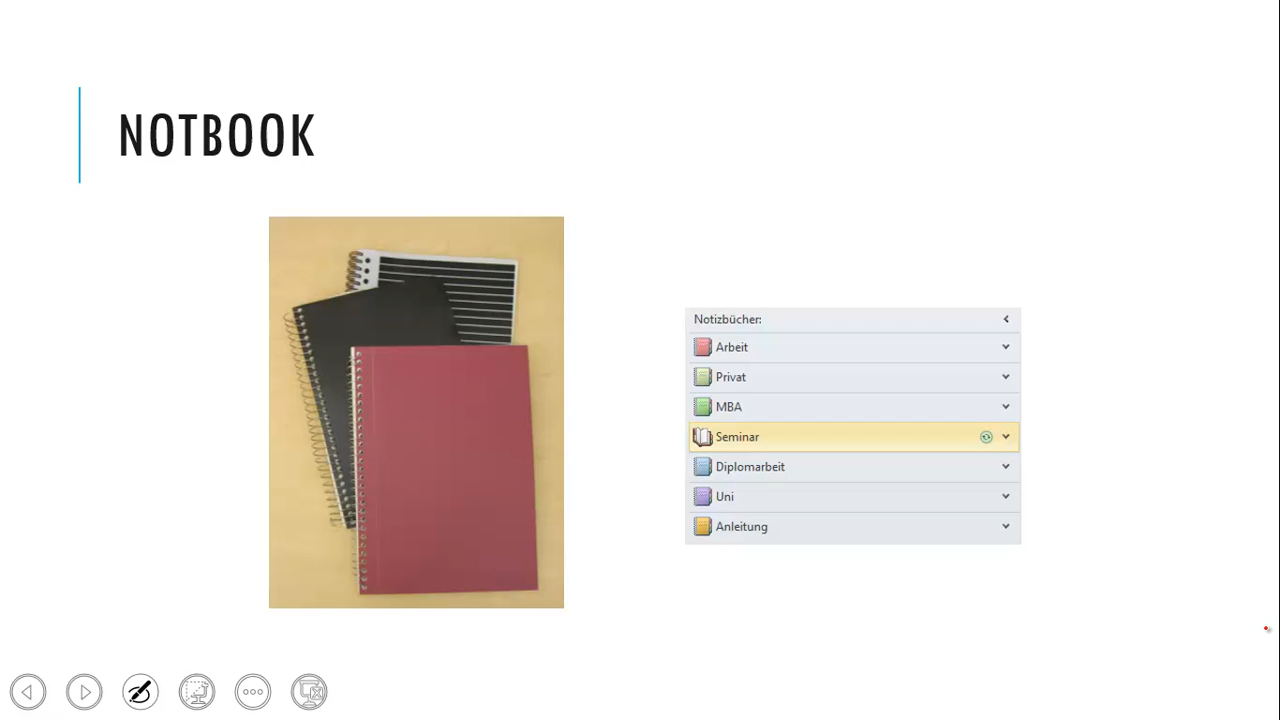 NOTBOOK
Notizbücher:
Arbeit
Privat
MBA
Seminar
Diplomarbeit
Uni
Anleitung